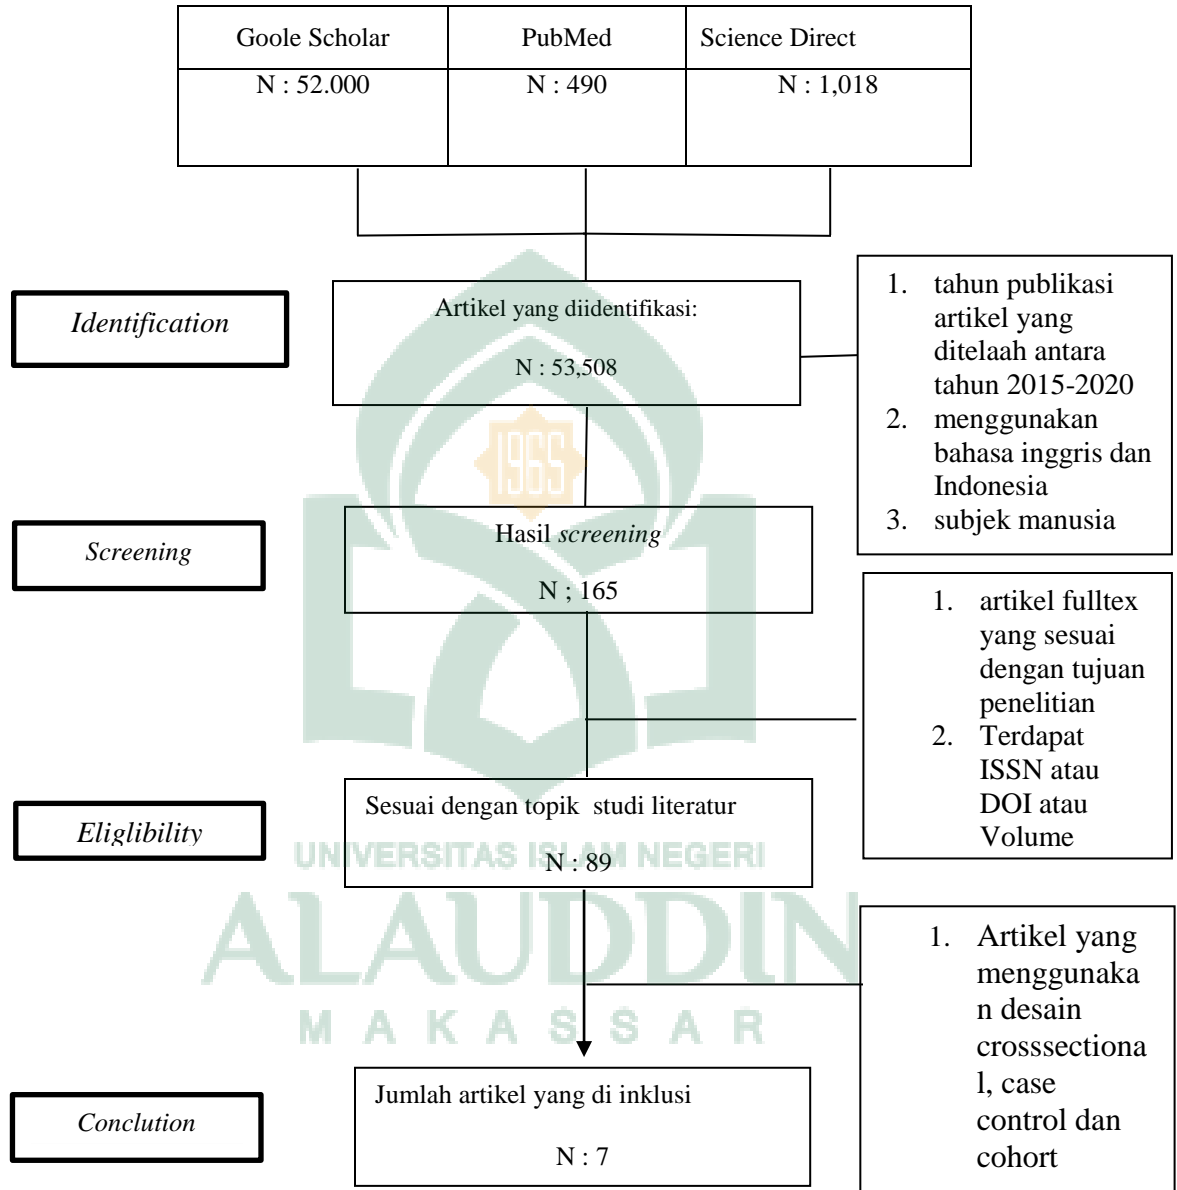 Goole Scholar
PubMed
Science Direct
N : 52.000
N : 490
N : 1,018
Identification
Artikel yang diidentifikasi:
N : 53,508
1. tahun publikasi
artikel yang
ditelaah antara
tahun 2015-2020
2. menggunakan
bahasa inggris dan
Indonesia
3. subjek manusia
1965
Screening
Hasil screening
N ; 165
1. artikel fulltex
yang sesuai
dengan tujuan
penelitian
2. Terdapat
ISSN atau
DOI atau
Volume
Eliglibility
Sesuai dengan topik studi literatur
N : 89
UNIVERSITAS ISLAM NEGERI
ALAUDDIN
MAKASSAR
1. Artikel yang
menggunaka
n desain
crosssectiona
l, case
control dan
cohort
Conclution
Jumlah artikel yang di inklusi
N : 7